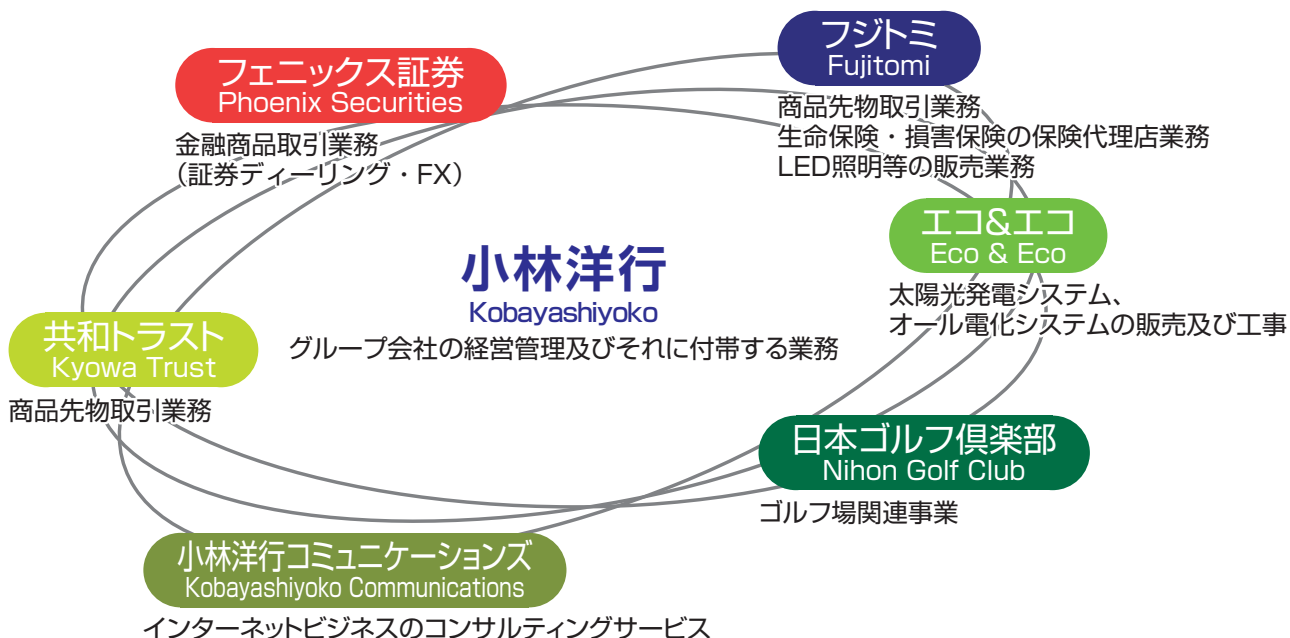 フジトミ
Fujitomi
商品先物取引業務
生命保険・損害保険の保険代理店業務
LED照明等の販売業務
フェニックス証券
Phoenix Securities
金融商品取引業務
（証券ディーリング・FX）
エコ&エコ
Eco & Eco
太陽光発電システム、
オール電化システムの販売及び工事
小林洋行
Kobayashiyoko
グループ会社の経営管理及びそれに付帯する業務
共和トラスト
Kyowa Trust
商品先物取引業務
日本ゴルフ倶楽部
Nihon Golf Club
ゴルフ場関連事業
小林洋行コミュニケーションズ
Kobayashiyoko Communications
インターネットビジネスのコンサルティングサービス